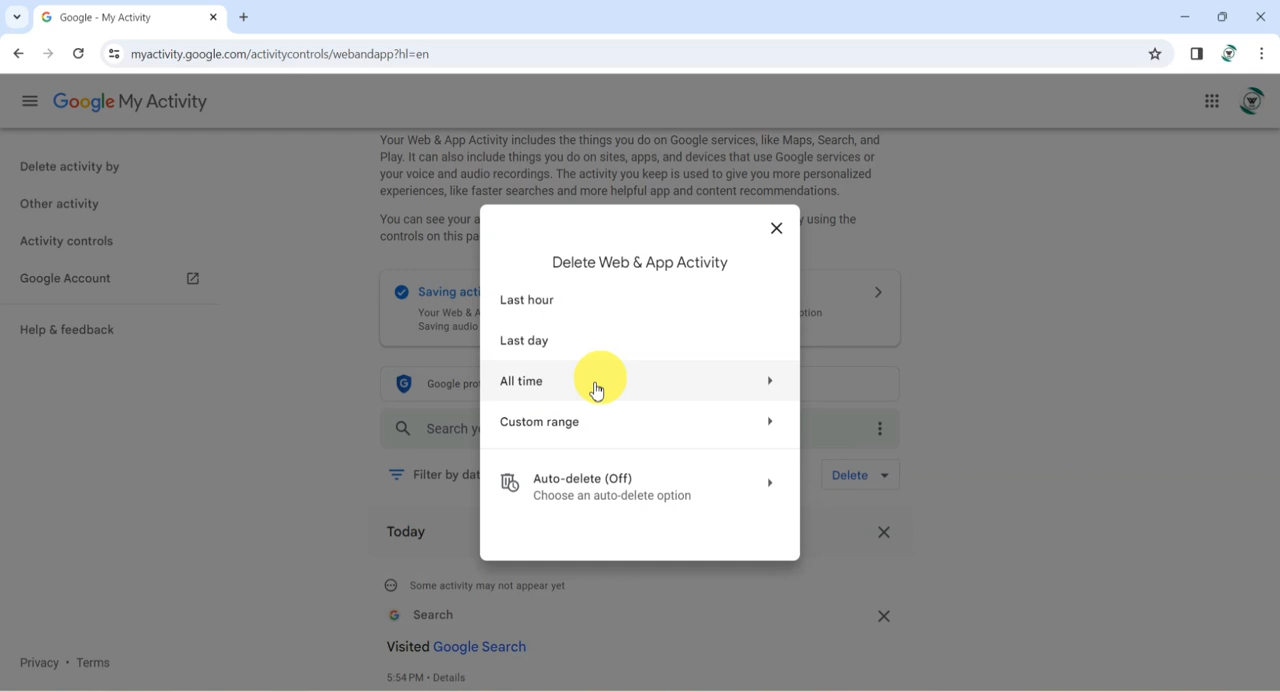 Google - My Activity
myactivity.google.com/activitycontrols/webandapp?hl=en
Google My Activity
Delete activity by
Other activity
Activity controls
Google Account
Help & feedback
Privacy • Terms
Your Web & App Activity includes the things you do on Google services, like Maps, Search, and
Play. It can also include things you do on sites, apps, and devices that use Google services or
your voice and audio recordings. The activity you keep is used to give you more personalized
experiences, like faster searches and more helpful app and content recommendations.
You can see your a
y using the
controls on this pa
Saving acti
Your Web & A
ption
Saving audio
Google pro
Search y
Filter by dat
Delete
Delete Web & App Activity
Last hour
Last day
All time
Custom range
Auto-delete (Off)
Choose an auto-delete option
Today
Some activity may not appear yet
Search
Visited Google Search
5:54 PM • Details